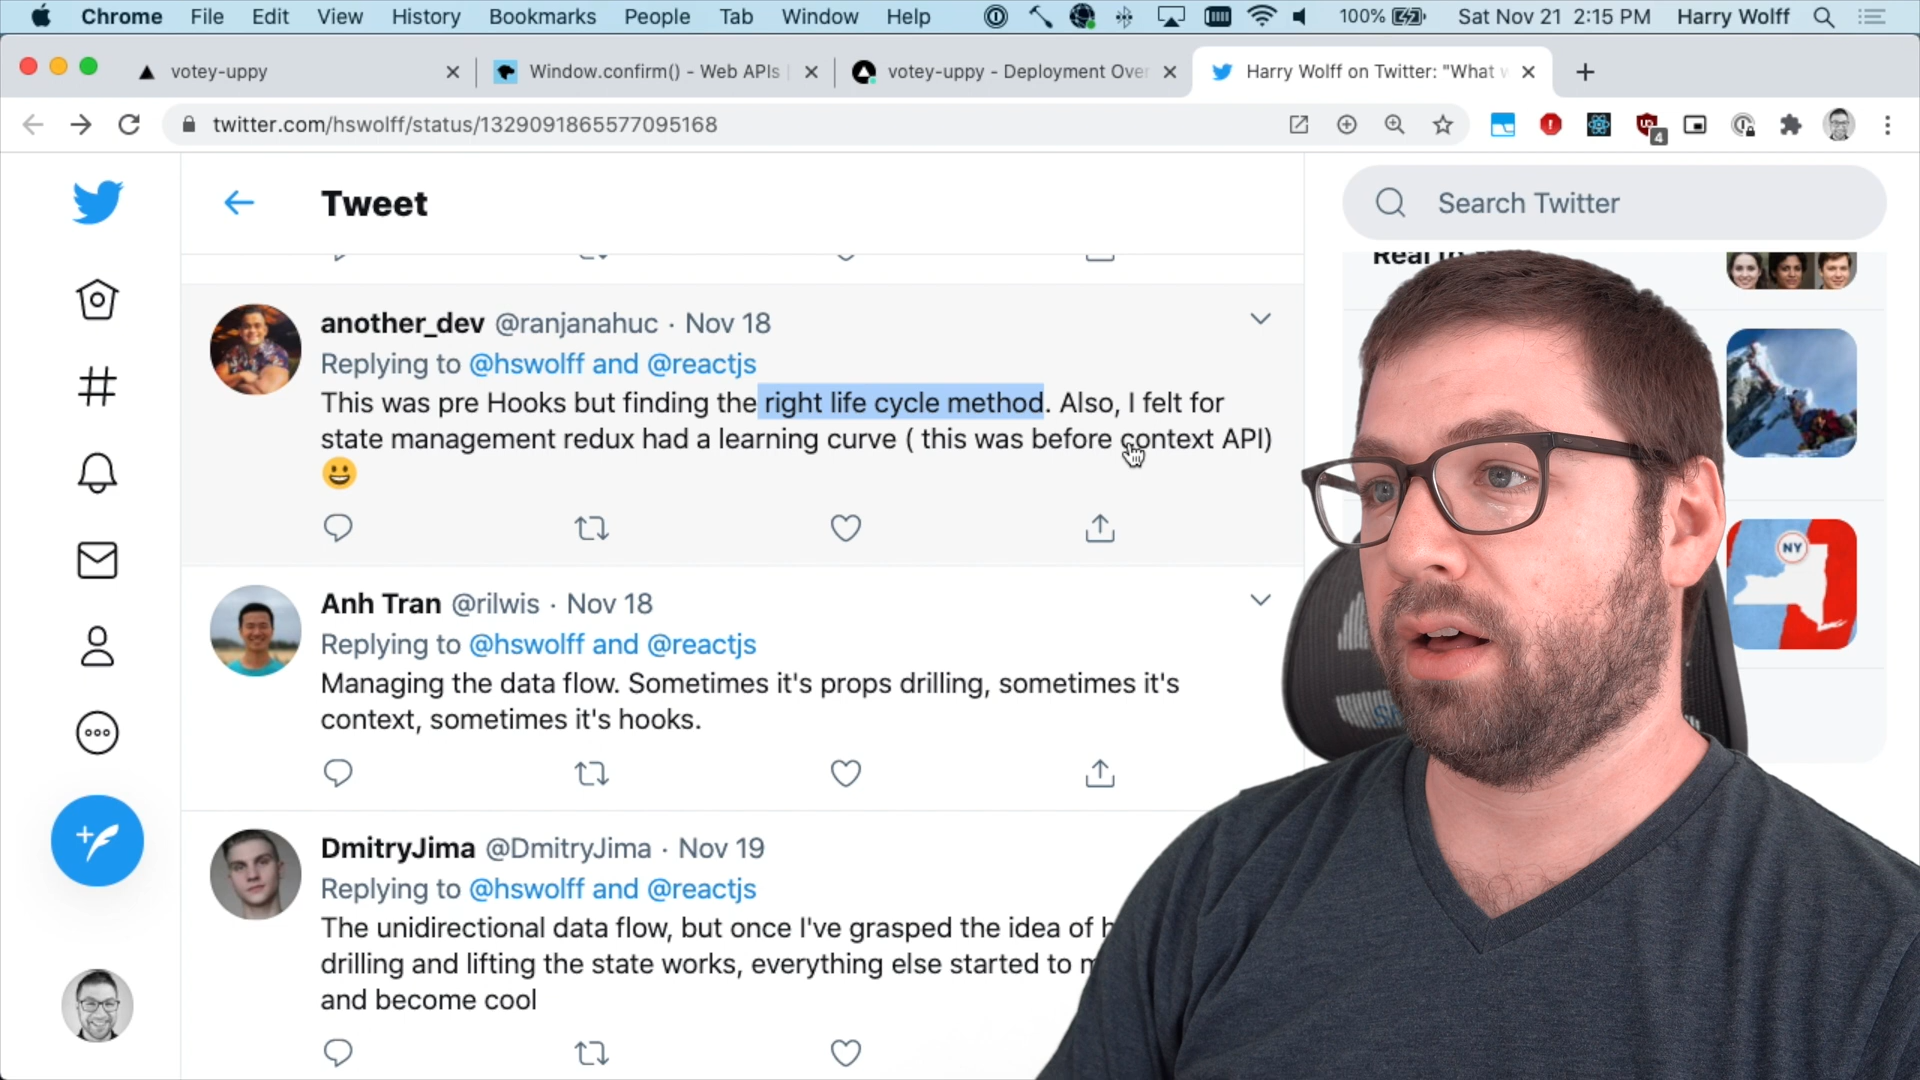 Chrome File Edit View History Bookmarks People Tab Window Help 100% Sat Nov 21 2:15 PM Harry Wolff
votey-uppy Window.confirm() - Web APIs votey-uppy - Deployment Over Harry Wolff on Twitter: "What w
twitter.com/hswolff/status/1329091865577095168 4
Tweet
Search Twitter
another_dev @ranjanahuc · Nov 18
Replying to @hswolff and @reactjs
This was pre Hooks but finding the right life cycle method. Also, I felt for
state management redux had a learning curve ( this was before context API)
😀
NY
Anh Tran @rilwis · Nov 18
Replying to @hswolff and @reactjs
Managing the data flow. Sometimes it's props drilling, sometimes it's
context, sometimes it's hooks.
DmitryJima @DmitryJima · Nov 19
Replying to @hswolff and @reactjs
The unidirectional data flow, but once I've grasped the idea of
drilling and lifting the state works, everything else started to
and become cool